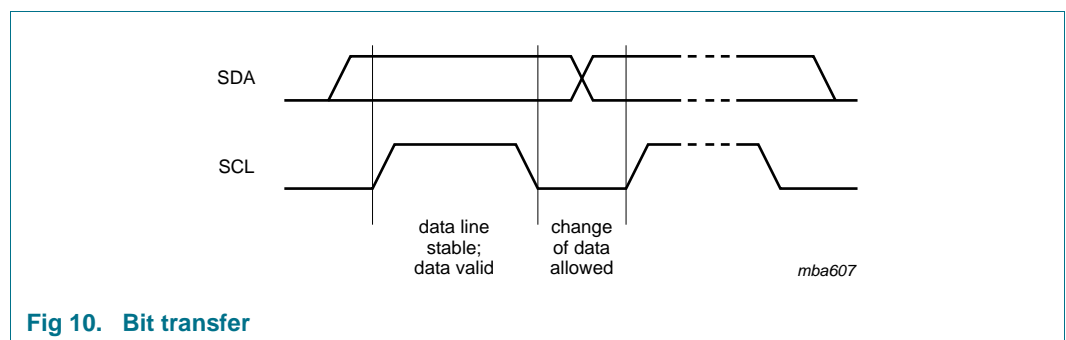 SDA
SCL
data line
stable;
data valid
change
of data
allowed
mba607
Fig 10. Bit transfer